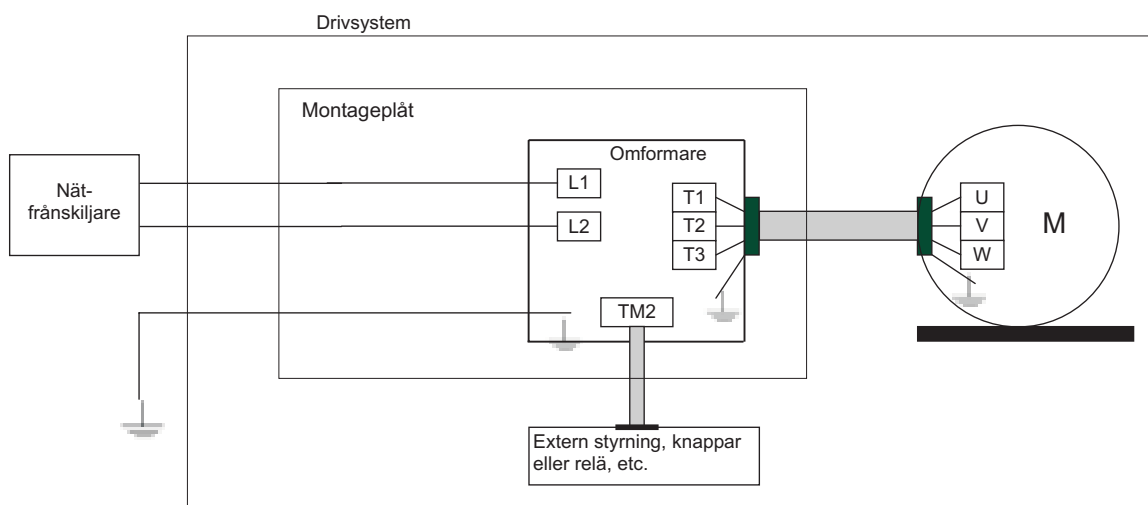 Drivsystem
Montageplåt
Omformare
Nät-
frånskiljare
L1
L2
T1
T2
T3
TM2
U
V
W
M
Extern styrning, knappar
eller relä, etc.